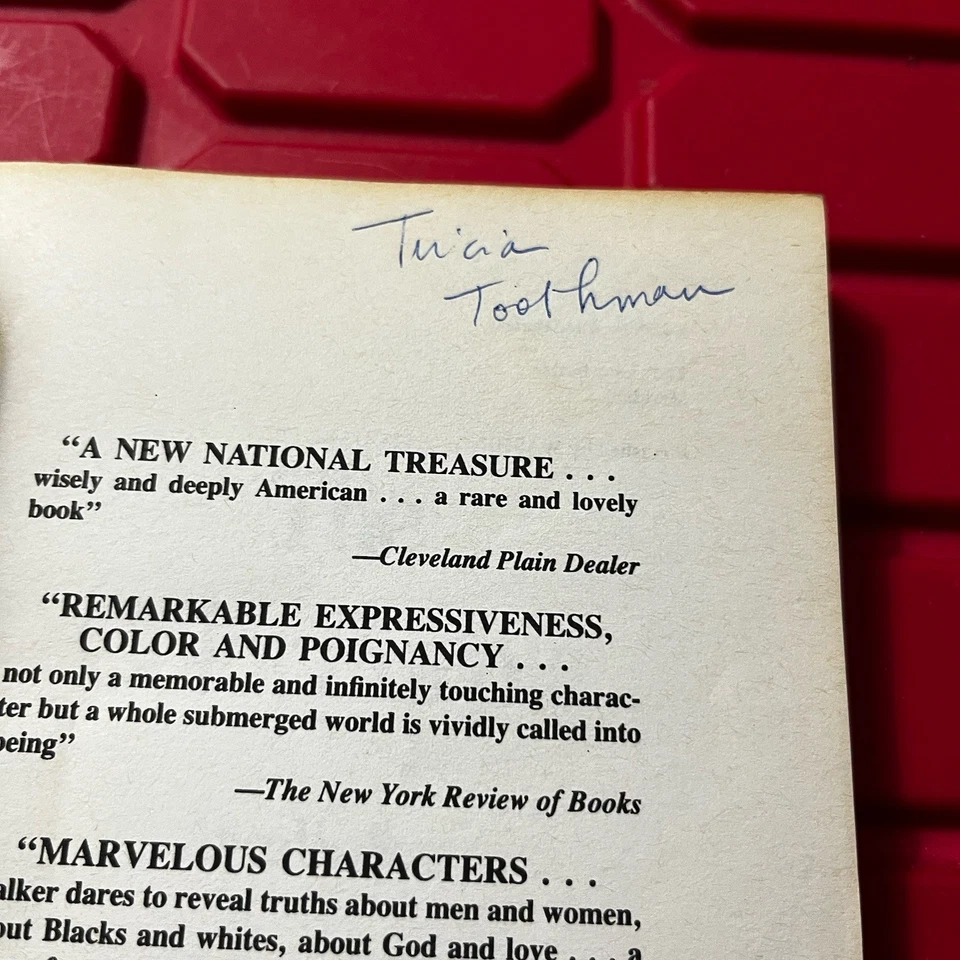 Tricia
Toothman
“A NEW NATIONAL TREASURE . . .
wisely and deeply American . . . a rare and lovely
book”
—Cleveland Plain Dealer
“REMARKABLE EXPRESSIVENESS,
COLOR AND POIGNANCY . . .
not only a memorable and infinitely touching charac-
ter but a whole submerged world is vividly called into
being”
—The New York Review of Books
“MARVELOUS CHARACTERS . . .
alker dares to reveal truths about men and women,
out Blacks and whites, about God and love . . . a